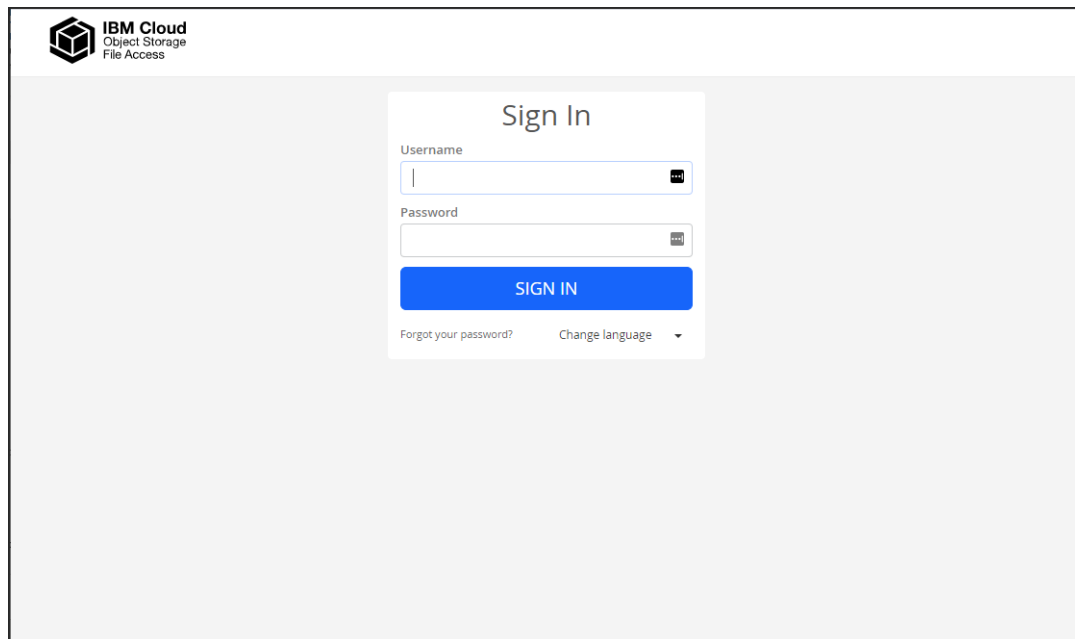 IBM Cloud
Object Storage
File Access
Sign In
Username
Password
SIGN IN
Forgot your password?
Change language